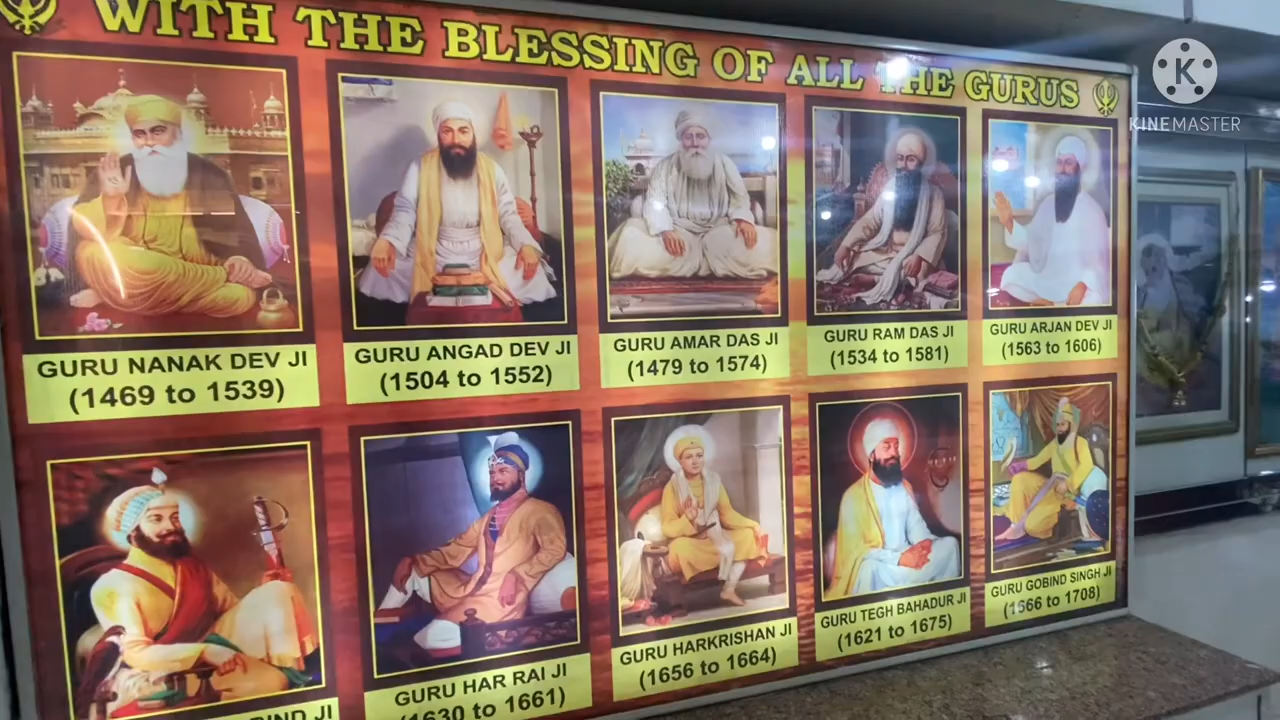 WITH THE BLESSING OF ALL THE GURUS
KINEMASTER
GURU NANAK DEV JI
(1469 to 1539)
GURU ANGAD DEV JI
(1504 to 1552)
GURU AMAR DAS JI
(1479 to 1574)
GURU RAM DAS JI
(1534 to 1581)
GURU ARJAN DEV JI
(1563 to 1606)
BIND JI
GURU HAR RAI JI
(1630 to 1661)
GURU HARKRISHAN JI
(1656 to 1664)
GURU TEGH BAHADUR JI
(1621 to 1675)
GURU GOBIND SINGH JI
(1666 to 1708)